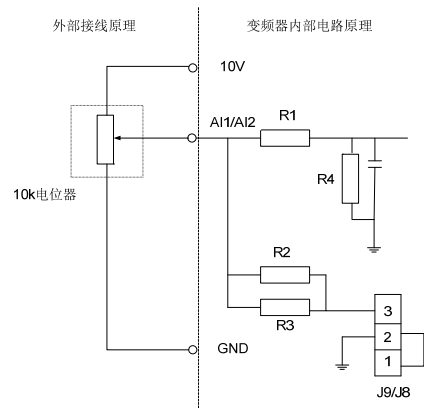 外部接线原理
变频器内部电路原理
10V
AI1/AI2
R1
R4
10k电位器
R2
R3
3
2
1
GND
J9/J8